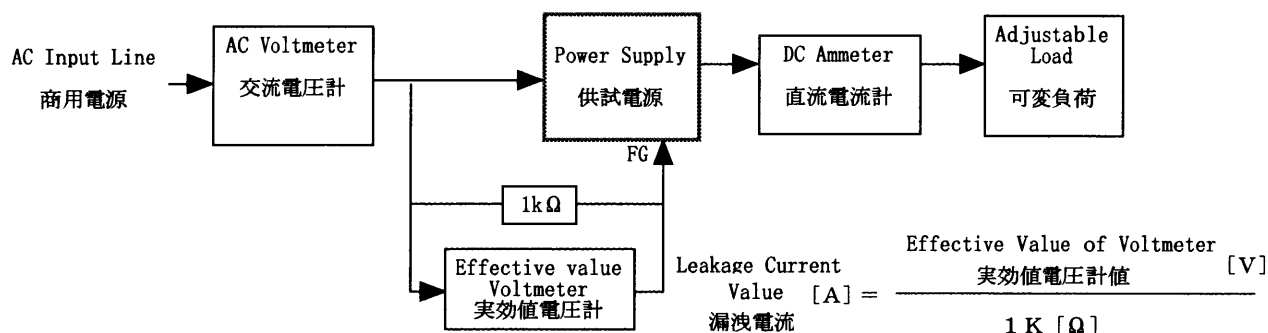 AC Input Line
商用電源
AC Voltmeter
交流電圧計
Power Supply
供試電源
DC Ammeter
直流電流計
Adjustable
Load
可変負荷
FG
1kΩ
Effective value
Voltmeter
実効値電圧計
Leakage Current
Value [A] =
漏洩電流
Effective Value of Voltmeter
実効値電圧計値 [V]
1 K [Ω]